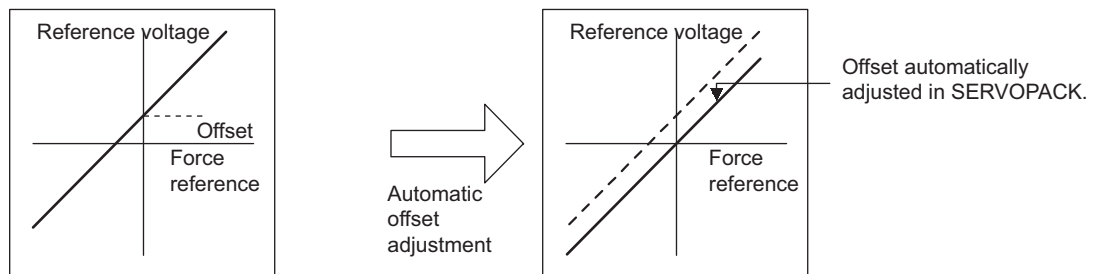 Reference voltage
Offset
Force
reference
Automatic
offset
adjustment
Reference voltage
Force
reference
Offset automatically
adjusted in SERVOPACK.